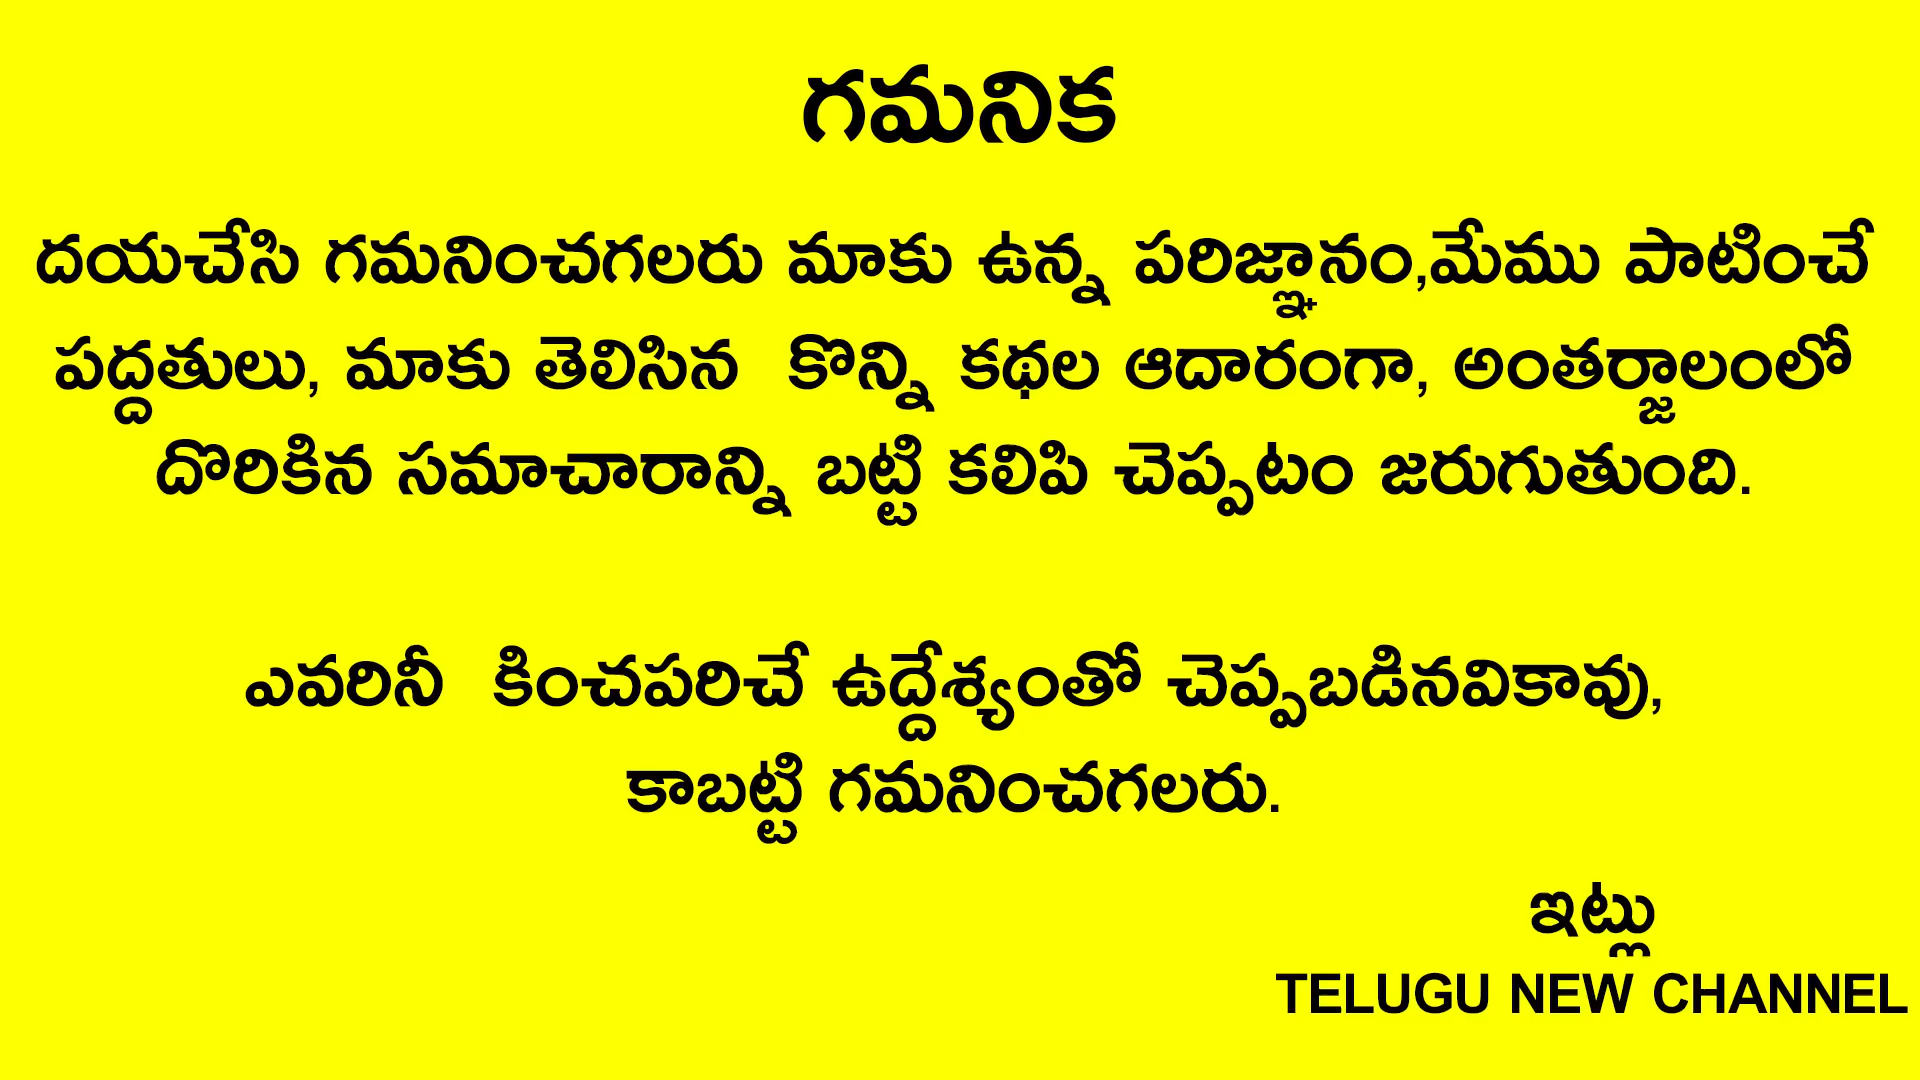 గమనిక
దయచేసి గమనించగలరు మాకు ఉన్న పరిజ్ఞానం,మేము పాటించే
పద్దతులు, మాకు తెలిసిన కొన్ని కథల ఆదారంగా, అంతర్జాలంలో
దొరికిన సమాచారాన్ని బట్టి కలిపి చెప్పటం జరుగుతుంది.
ఎవరినీ కించపరిచే ఉద్దేశ్యంతో చెప్పబడినవికావు,
కాబట్టి గమనించగలరు.
ఇట్లు
TELUGU NEW CHANNEL